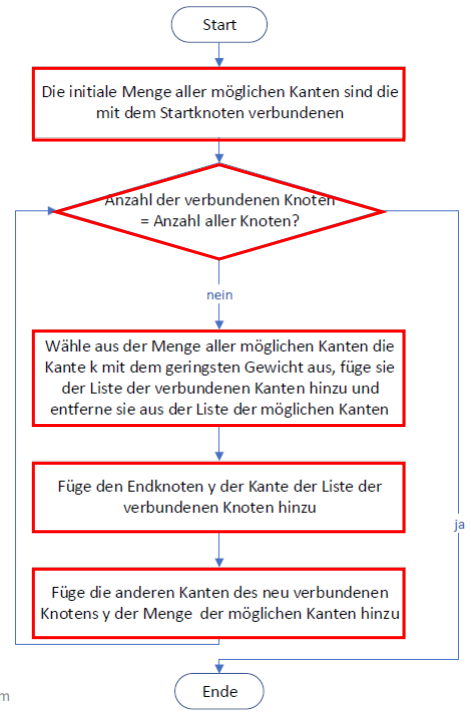 Start
Die initiale Menge aller möglichen Kanten sind die
mit dem Startknoten verbundenen
Anzahl der verbundenen Knoten
= Anzahl aller Knoten?
nein
Wähle aus der Menge aller möglichen Kanten die
Kante k mit dem geringsten Gewicht aus, füge sie
der Liste der verbundenen Kanten hinzu und
entferne sie aus der Liste der möglichen Kanten
Füge den Endknoten y der Kante der Liste der
verbundenen Knoten hinzu
ja
Füge die anderen Kanten des neu verbundenen
Knotens y der Menge der möglichen Kanten hinzu
Ende
m